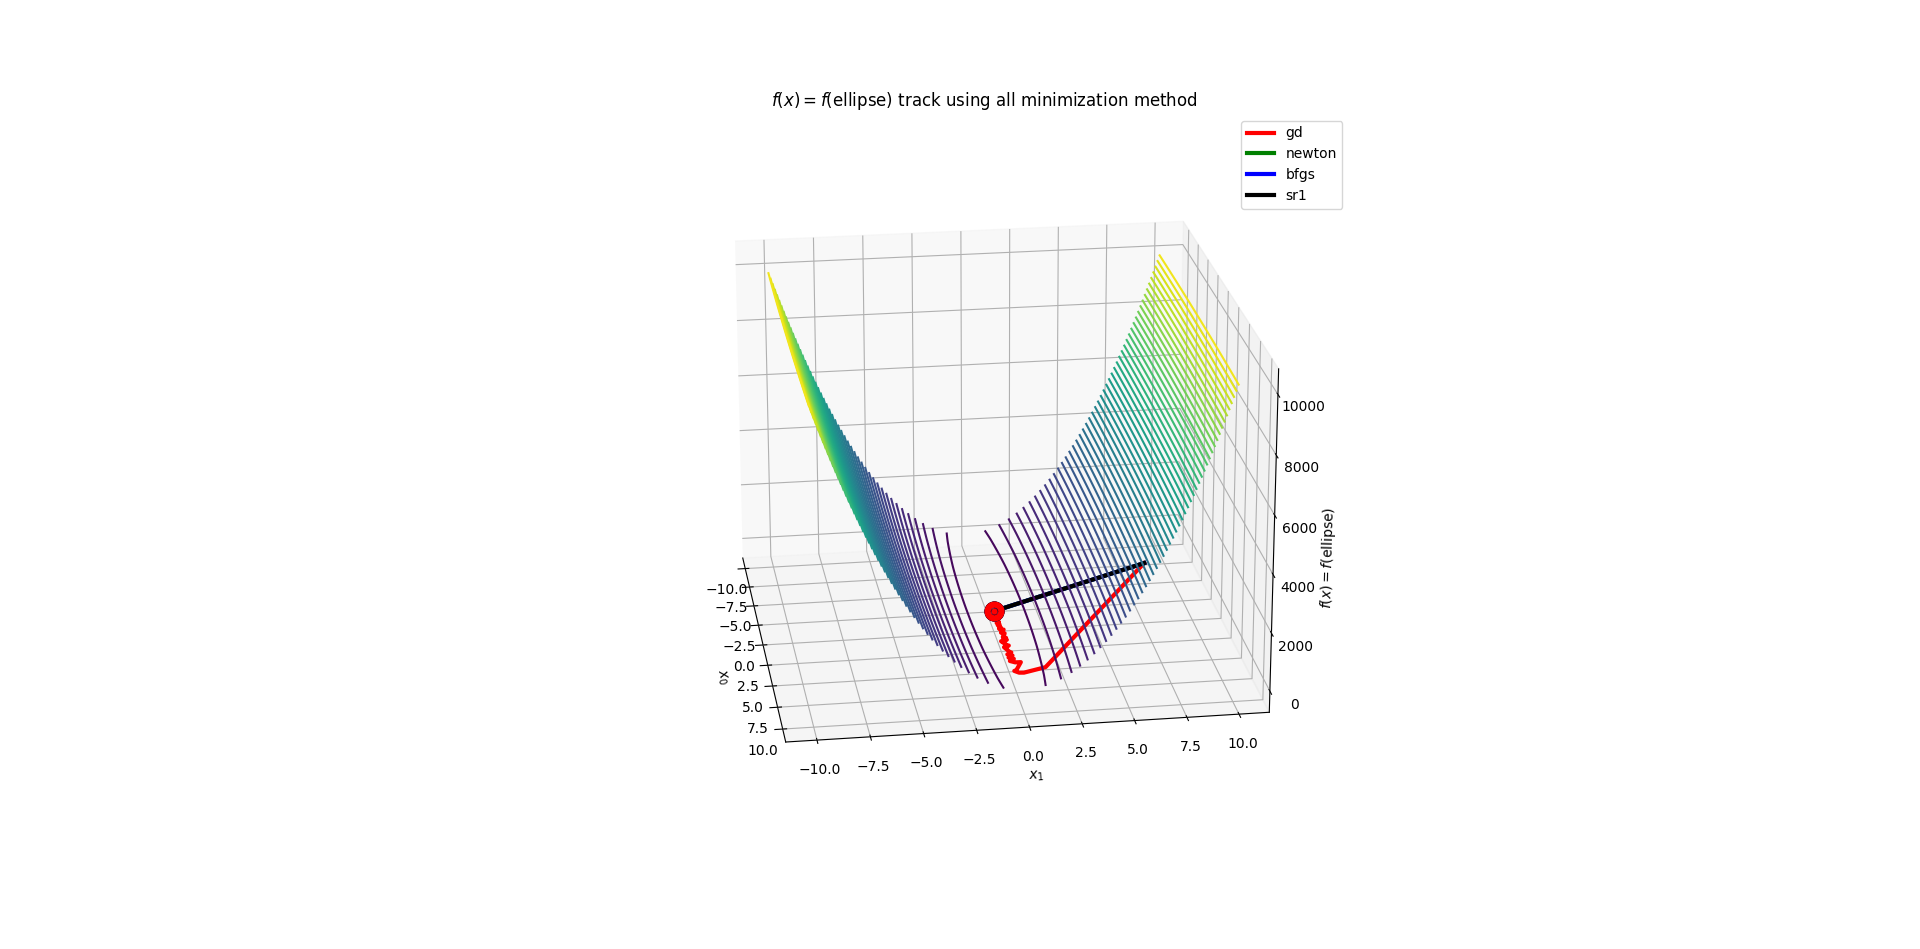 f(x) = f(ellipse) track using all minimization method
gd
newton
bfgs
sr1
10000
8000
6000
4000
2000
0
f(x) = f(ellipse)
−10.0
−7.5
−5.0
−2.5
0.0
2.5
5.0
7.5
10.0
x₀
−10.0 −7.5 −5.0 −2.5 0.0 2.5 5.0 7.5 10.0
x₁